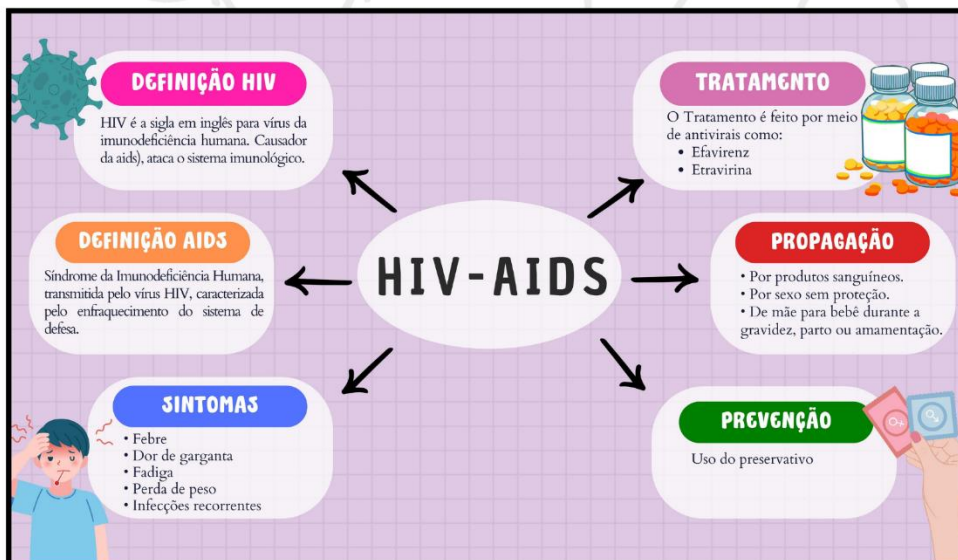 DEFINIÇÃO HIV
HIV é a sigla em inglês para vírus da
imunodeficiência humana. Causador
da aids), ataca o sistema imunológico.
DEFINIÇÃO AIDS
Síndrome da Imunodeficiência Humana,
transmitida pelo vírus HIV, caracterizada
pelo enfraquecimento do sistema de
defesa.
SINTOMAS
• Febre
• Dor de garganta
• Fadiga
• Perda de peso
• Infecções recorrentes
HIV-AIDS
TRATAMENTO
O Tratamento é feito por meio
de antivirais como:
• Efavirenz
• Etravirina
PROPAGAÇÃO
• Por produtos sanguíneos.
• Por sexo sem proteção.
• De mãe para bebê durante a
gravidez, parto ou amamentação.
PREVENÇÃO
Uso do preservativo